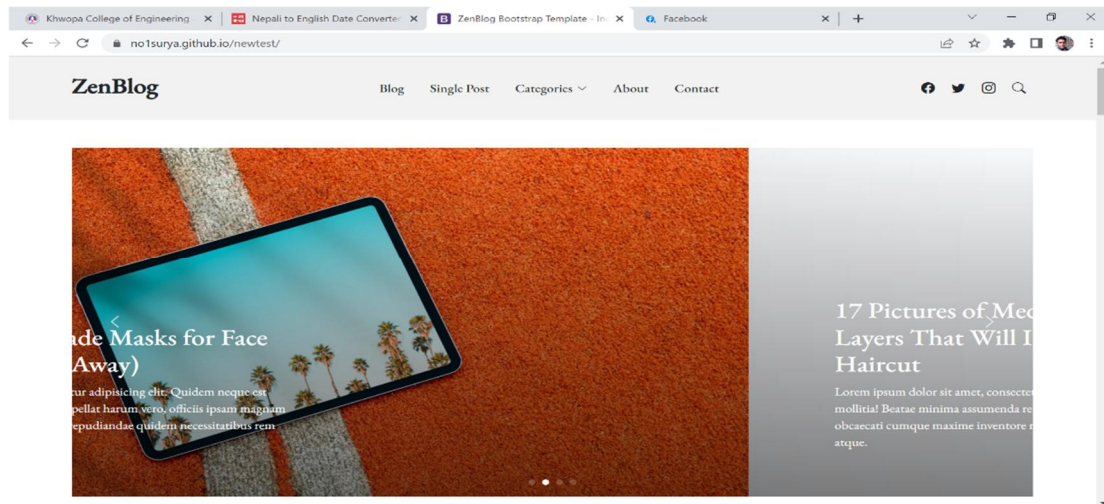 Khwopa College of Engineering
Nepali to English Date Converter
ZenBlog Bootstrap Template - In
Facebook
no1surya.github.io/newtest/
ZenBlog
Blog
Single Post
Categories
About
Contact
ade Masks for Face
Away)
tur adipisicing elit. Quidem neque est
pellat harum vero, officiis ipsam magnam
epudiandae quidem necessitatibus rem
17 Pictures of Med
Layers That Will I
Haircut
Lorem ipsum dolor sit amet, consectet
mollitia! Beatae minima assumenda re
obcaecati cumque maxime inventore
atque.